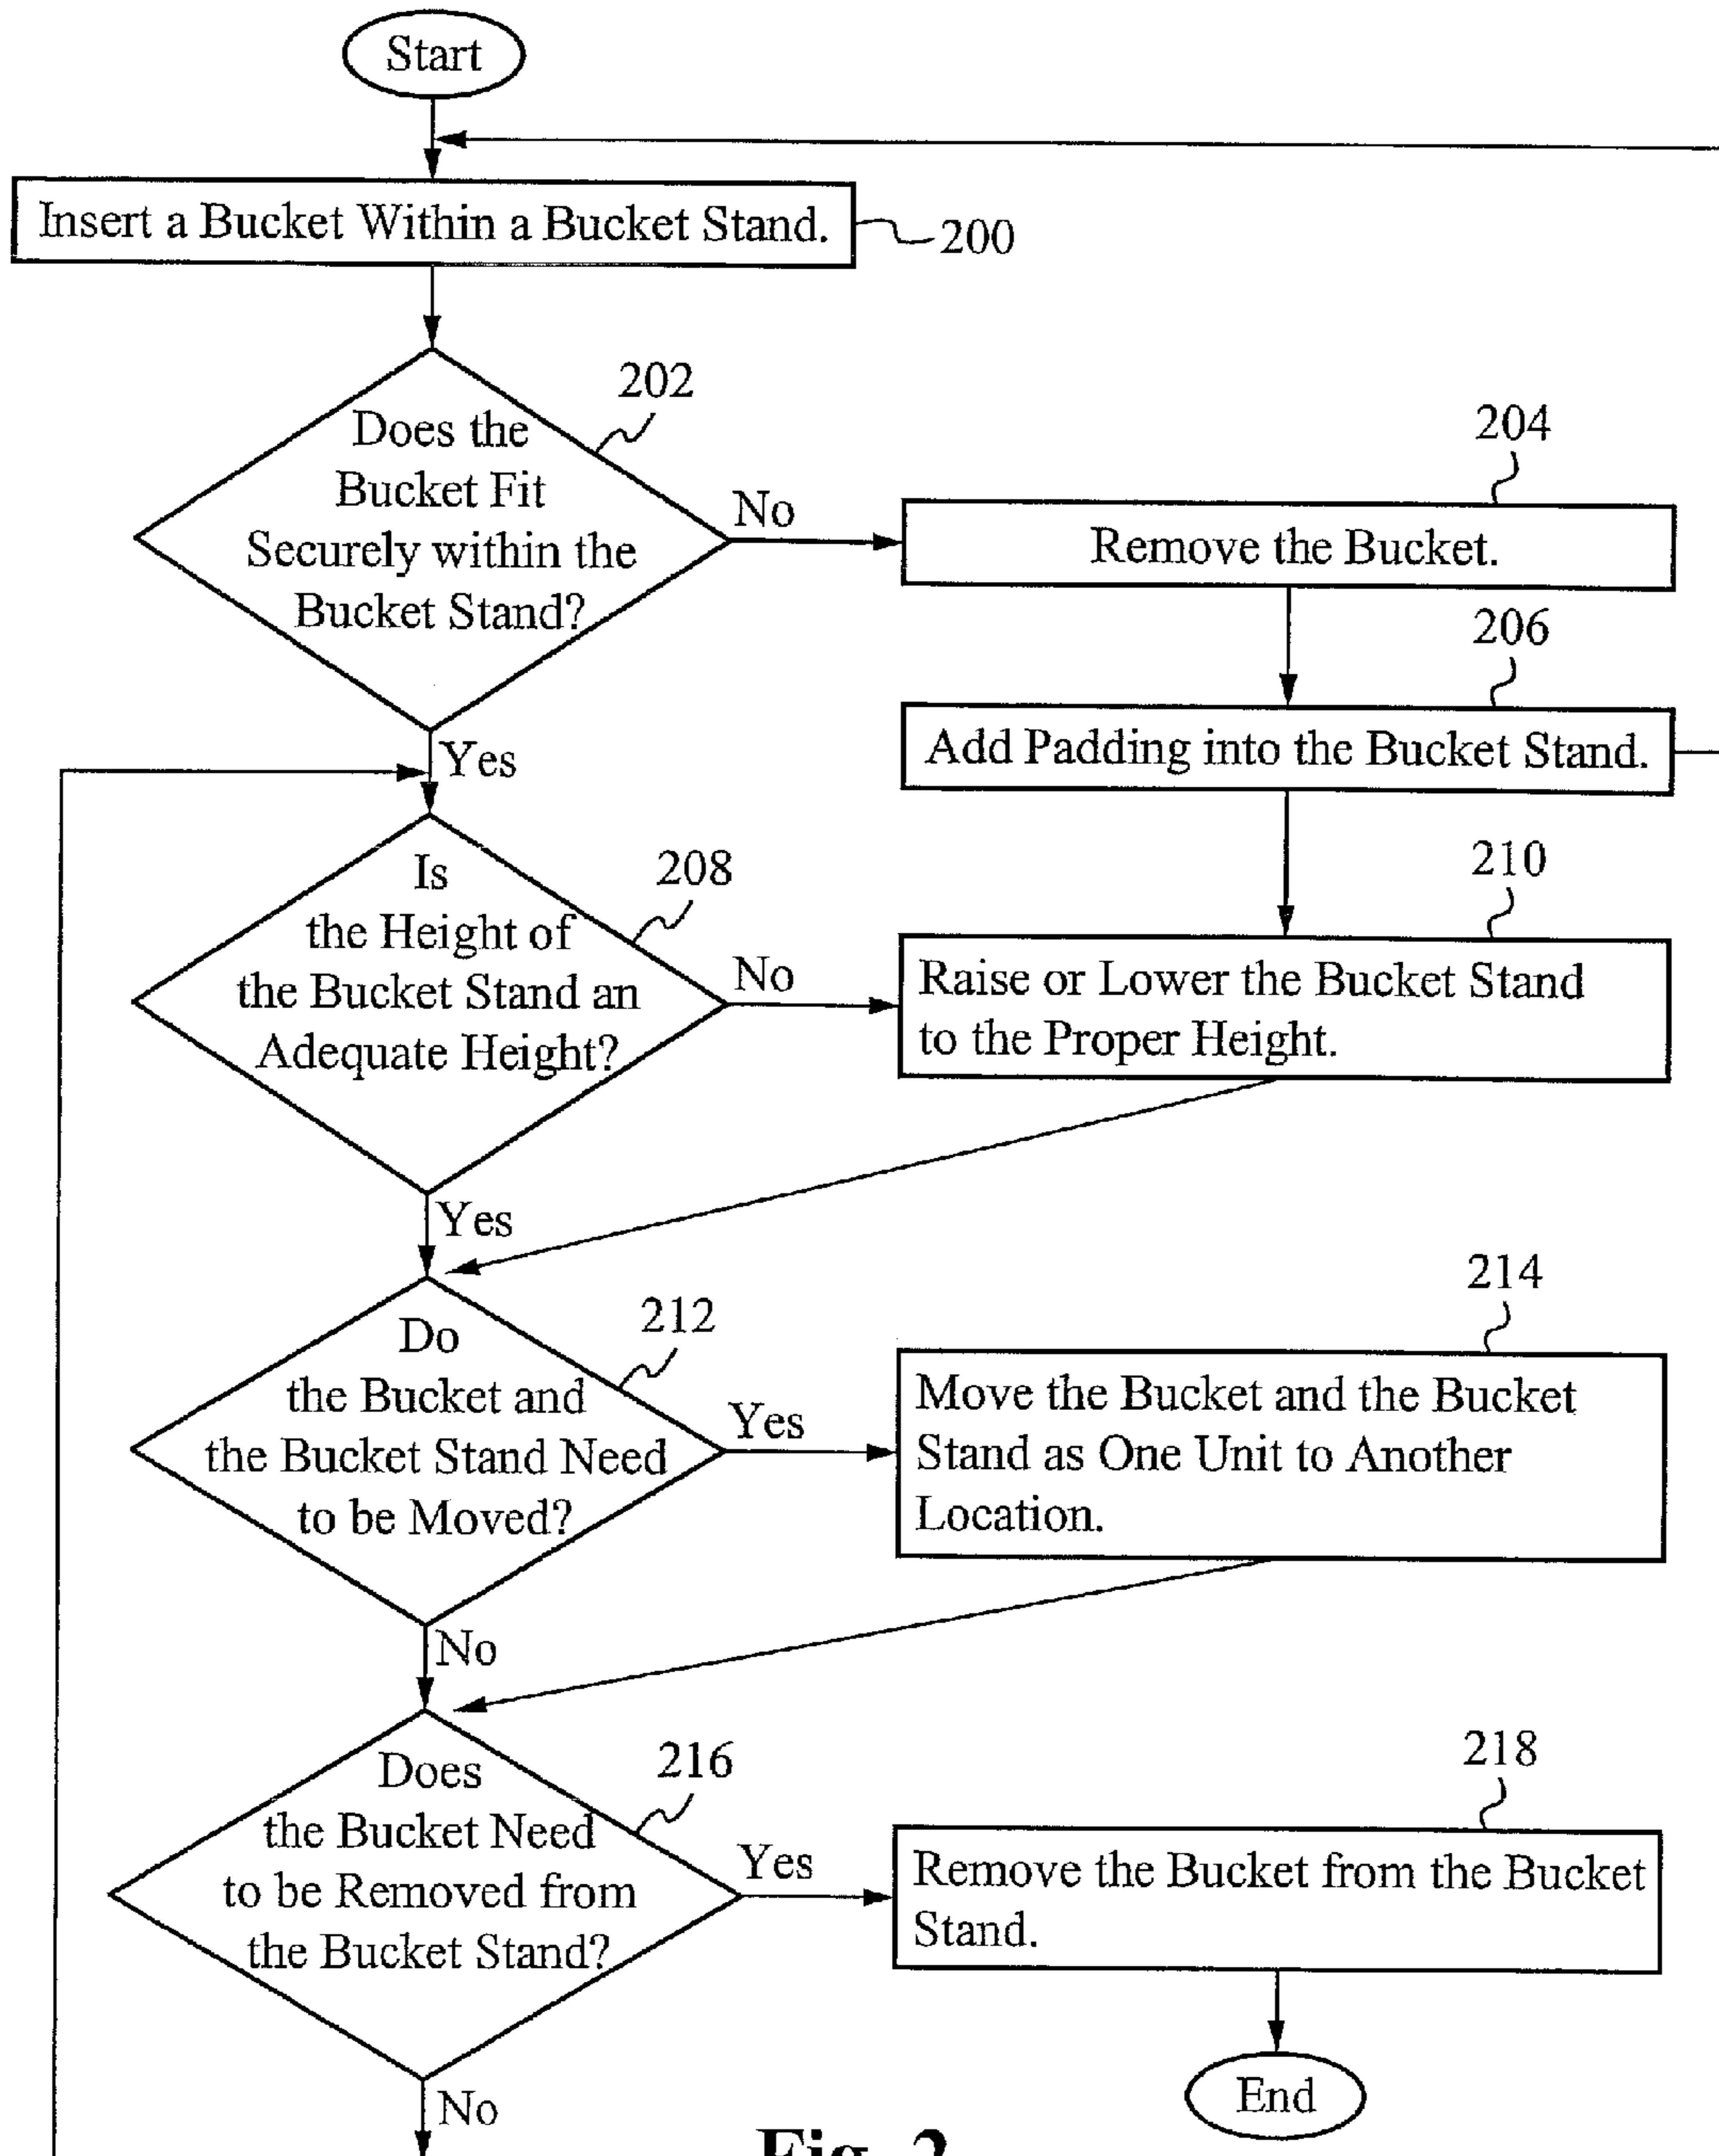 Start
Insert a Bucket Within a Bucket Stand.
200
202
Does the
Bucket Fit
Securely within the
Bucket Stand?
No
204
Remove the Bucket.
206
Add Padding into the Bucket Stand.
Yes
Is
the Height of
the Bucket Stand an
Adequate Height?
208
No
210
Raise or Lower the Bucket Stand
to the Proper Height.
Yes
Do
the Bucket and
the Bucket Stand Need
to be Moved?
212
Yes
214
Move the Bucket and the Bucket
Stand as One Unit to Another
Location.
No
Does
the Bucket Need
to be Removed from
the Bucket Stand?
216
Yes
218
Remove the Bucket from the Bucket
Stand.
No
End
Fig. 2